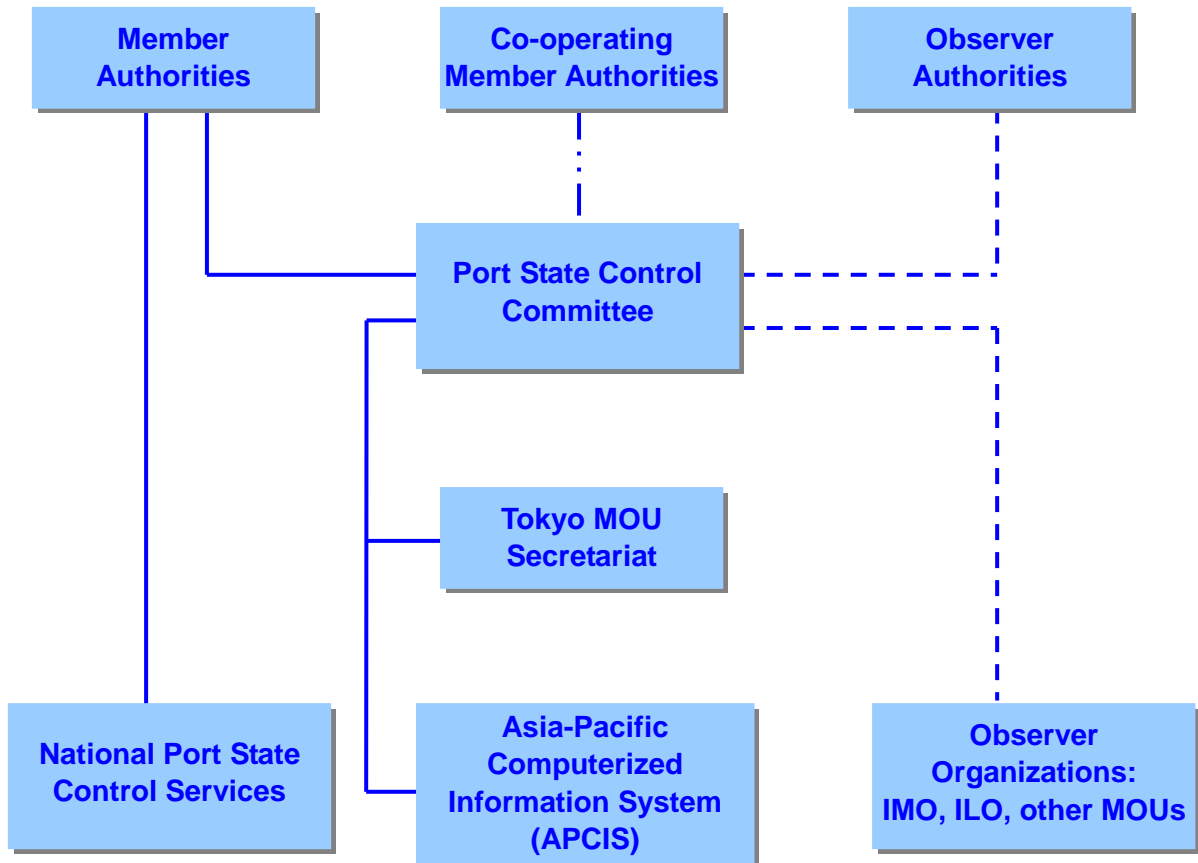 Member
Authorities
Co-operating
Member Authorities
Observer
Authorities
Port State Control
Committee
Tokyo MOU
Secretariat
National Port State
Control Services
Asia-Pacific
Computerized
Information System
(APCIS)
Observer
Organizations:
IMO, ILO, other MOUs